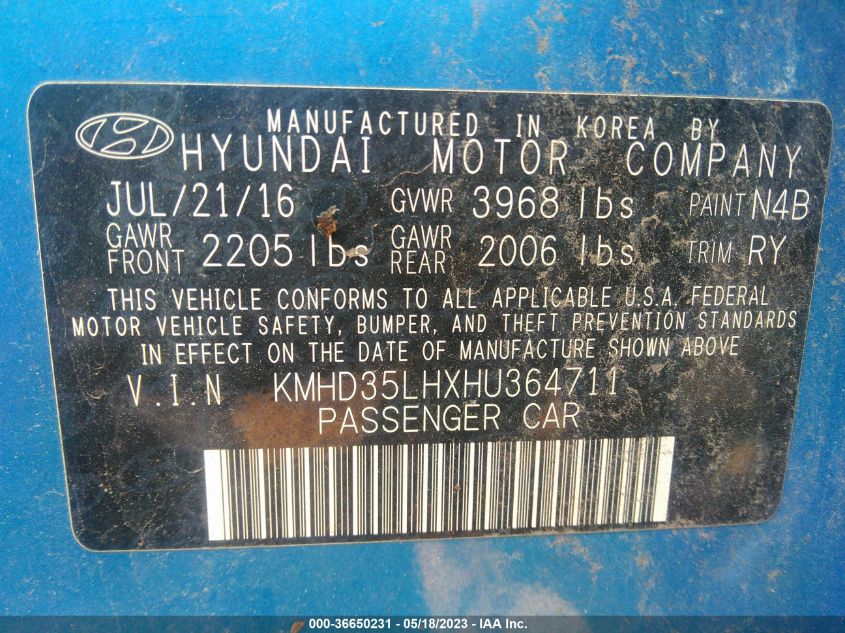 MANUFACTURED IN KOREA BY
HYUNDAI MOTOR COMPANY
JUL/21/16 GVWR 3968 lbs PAINT N4B
GAWR FRONT 2205 lbs GAWR REAR 2006 lbs TRIM RY
THIS VEHICLE CONFORMS TO ALL APPLICABLE U.S.A. FEDERAL
MOTOR VEHICLE SAFETY, BUMPER, AND THEFT PREVENTION STANDARDS
IN EFFECT ON THE DATE OF MANUFACTURE SHOWN ABOVE
V.I.N KMHD35LHXHU364711
PASSENGER CAR
000-36650231 - 05/18/2023 - IAA Inc.